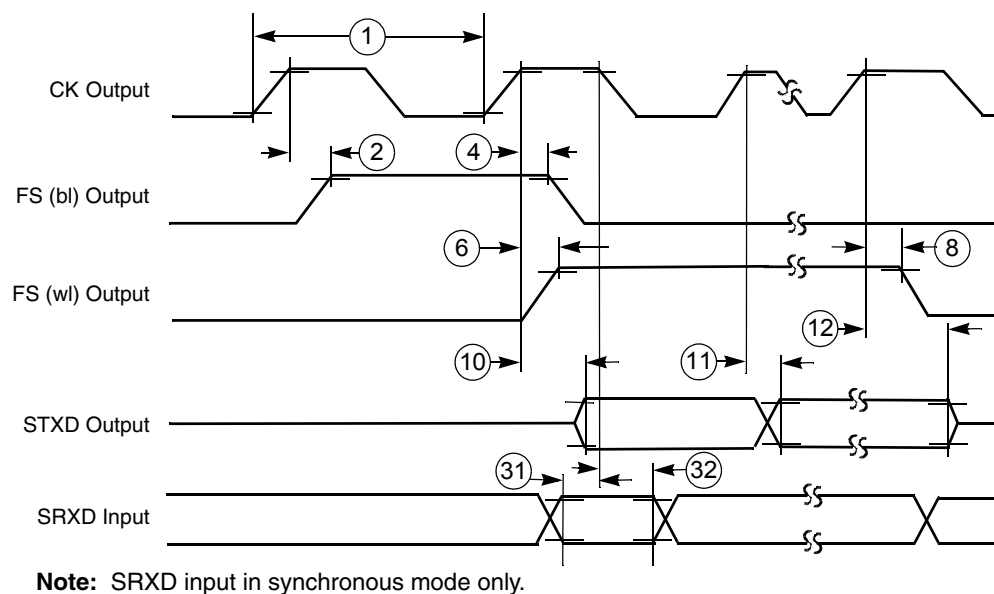 1
CK Output
2
4
FS (bl) Output
6
8
FS (wl) Output
12
10
11
STXD Output
31
32
SRXD Input
Note: SRXD input in synchronous mode only.